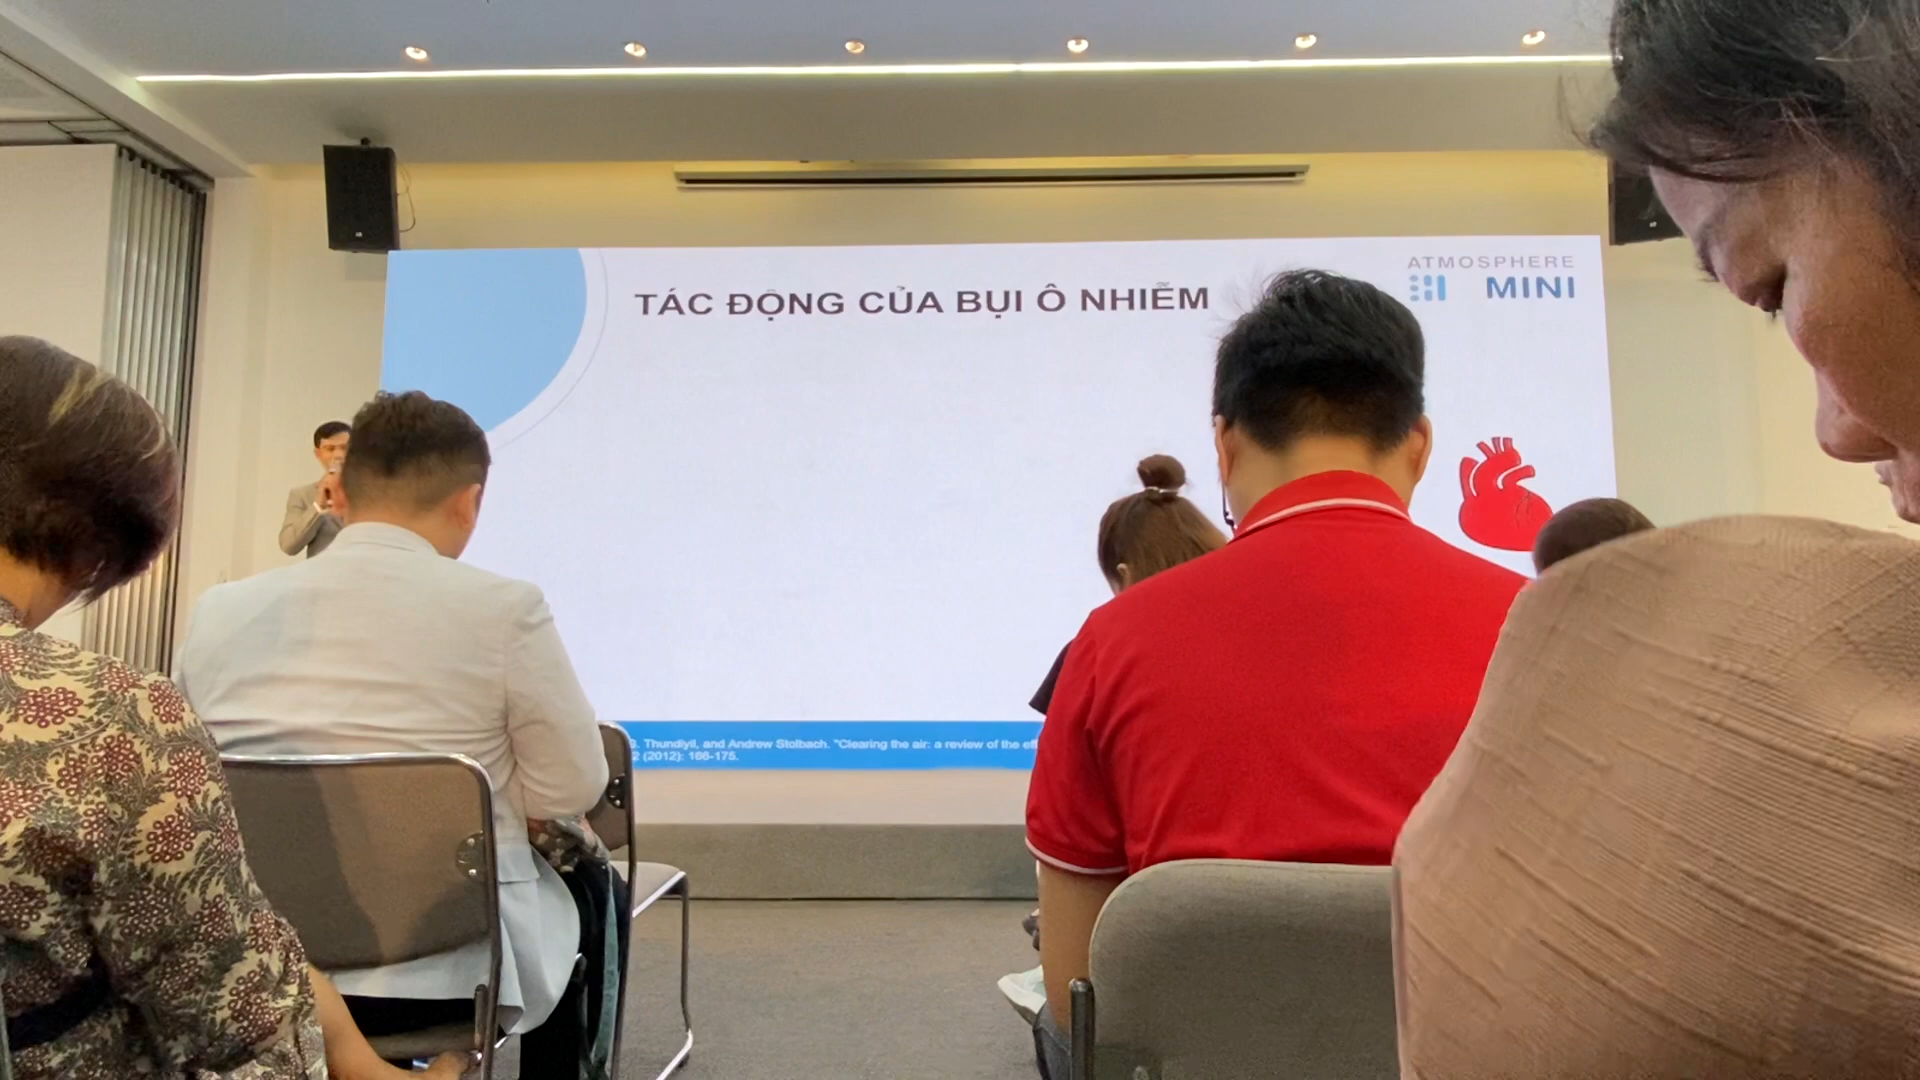 ATMOSPHERE
MINI
TÁC ĐỘNG CỦA BỤI Ô NHIỄM
Thundiyil, and Andrew Stolbach. "Clearing the air: a review of the
(2012): 166-175.